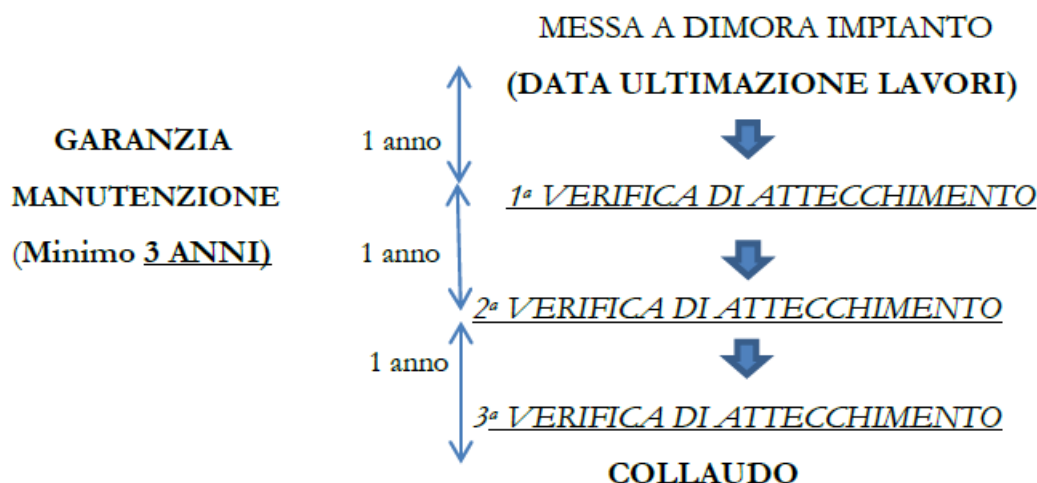 MESSA A DIMORA IMPIANTO
(DATA ULTIMAZIONE LAVORI)
GARANZIA
MANUTENZIONE
(Minimo 3 ANNI)
1 anno
1ª VERIFICA DI ATTECCHIMENTO
1 anno
2ª VERIFICA DI ATTECCHIMENTO
1 anno
3ª VERIFICA DI ATTECCHIMENTO
COLLAUDO